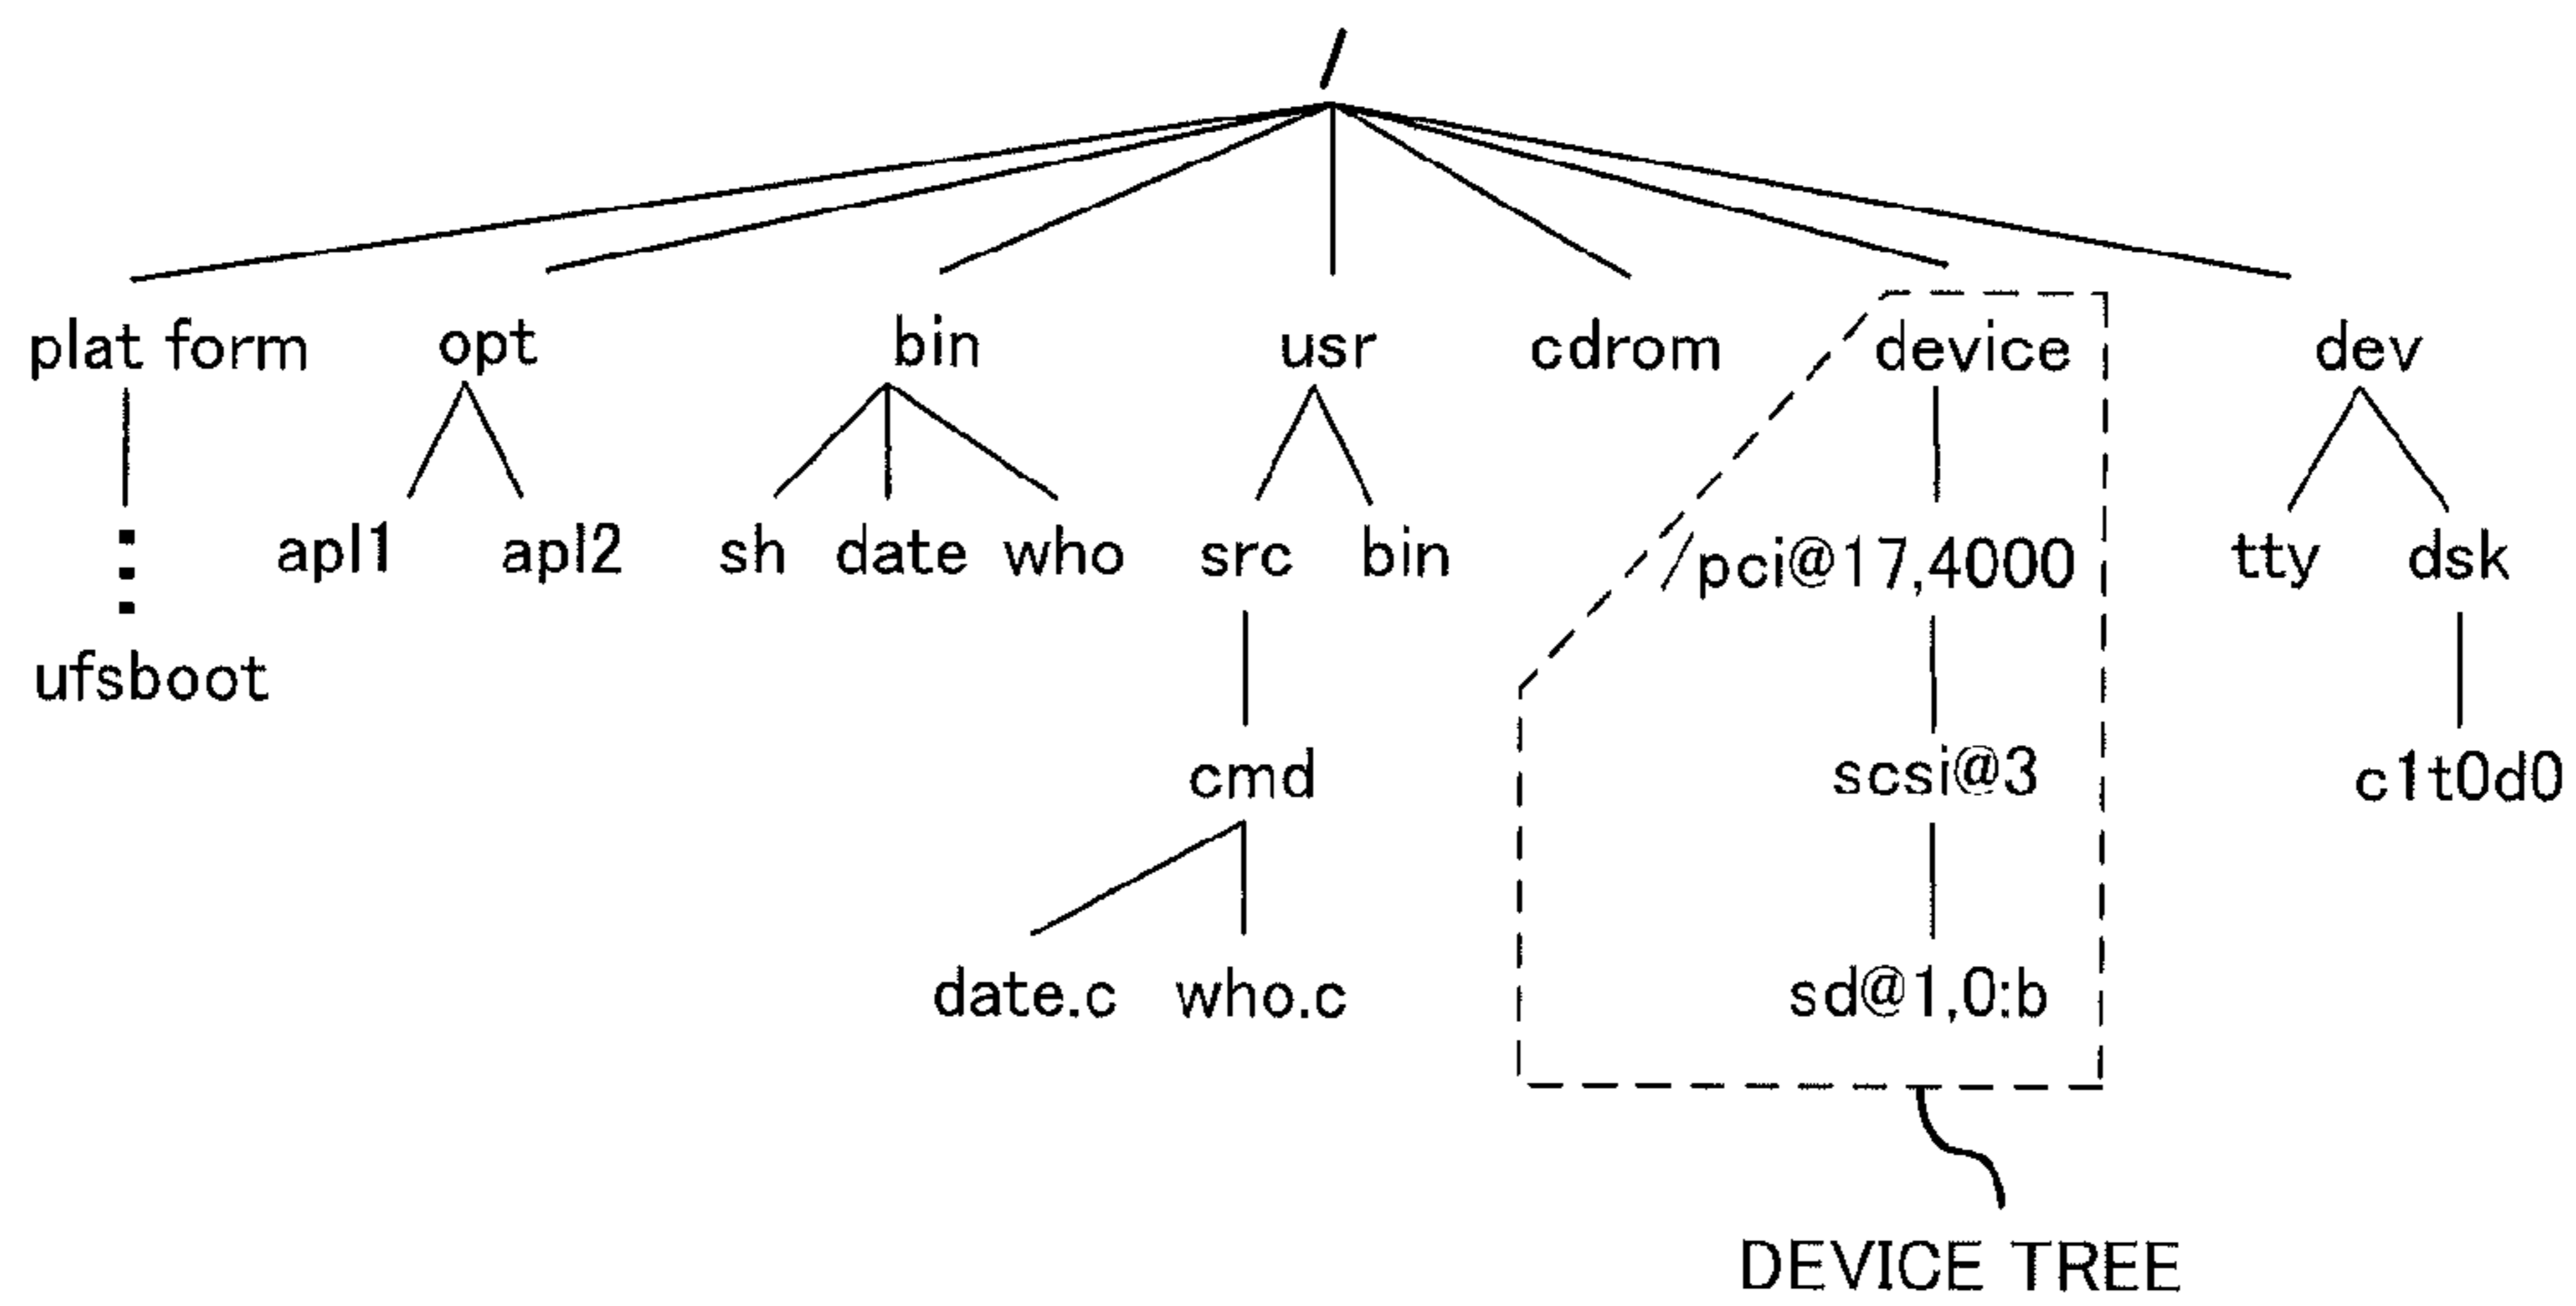 /
plat form opt bin usr cdrom device dev
apl1 apl2 sh date who src bin /pci@17,4000 tty dsk
ufsboot
cmd scsi@3 c1t0d0
date.c who.c sd@1,0:b
DEVICE TREE